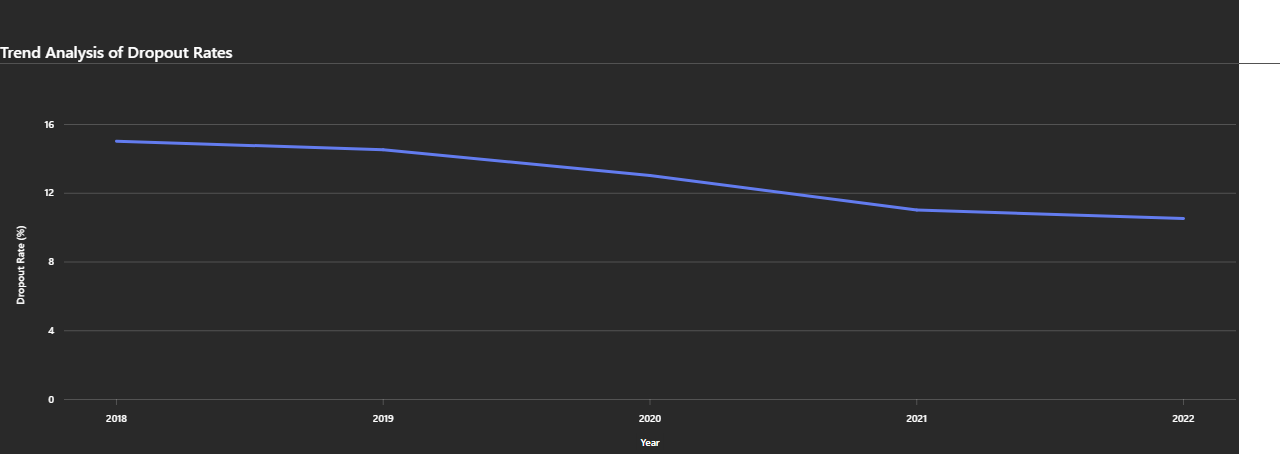 Trend Analysis of Dropout Rates
16
12
8
4
0
Dropout Rate (%)
2018 2019 2020 2021 2022
Year